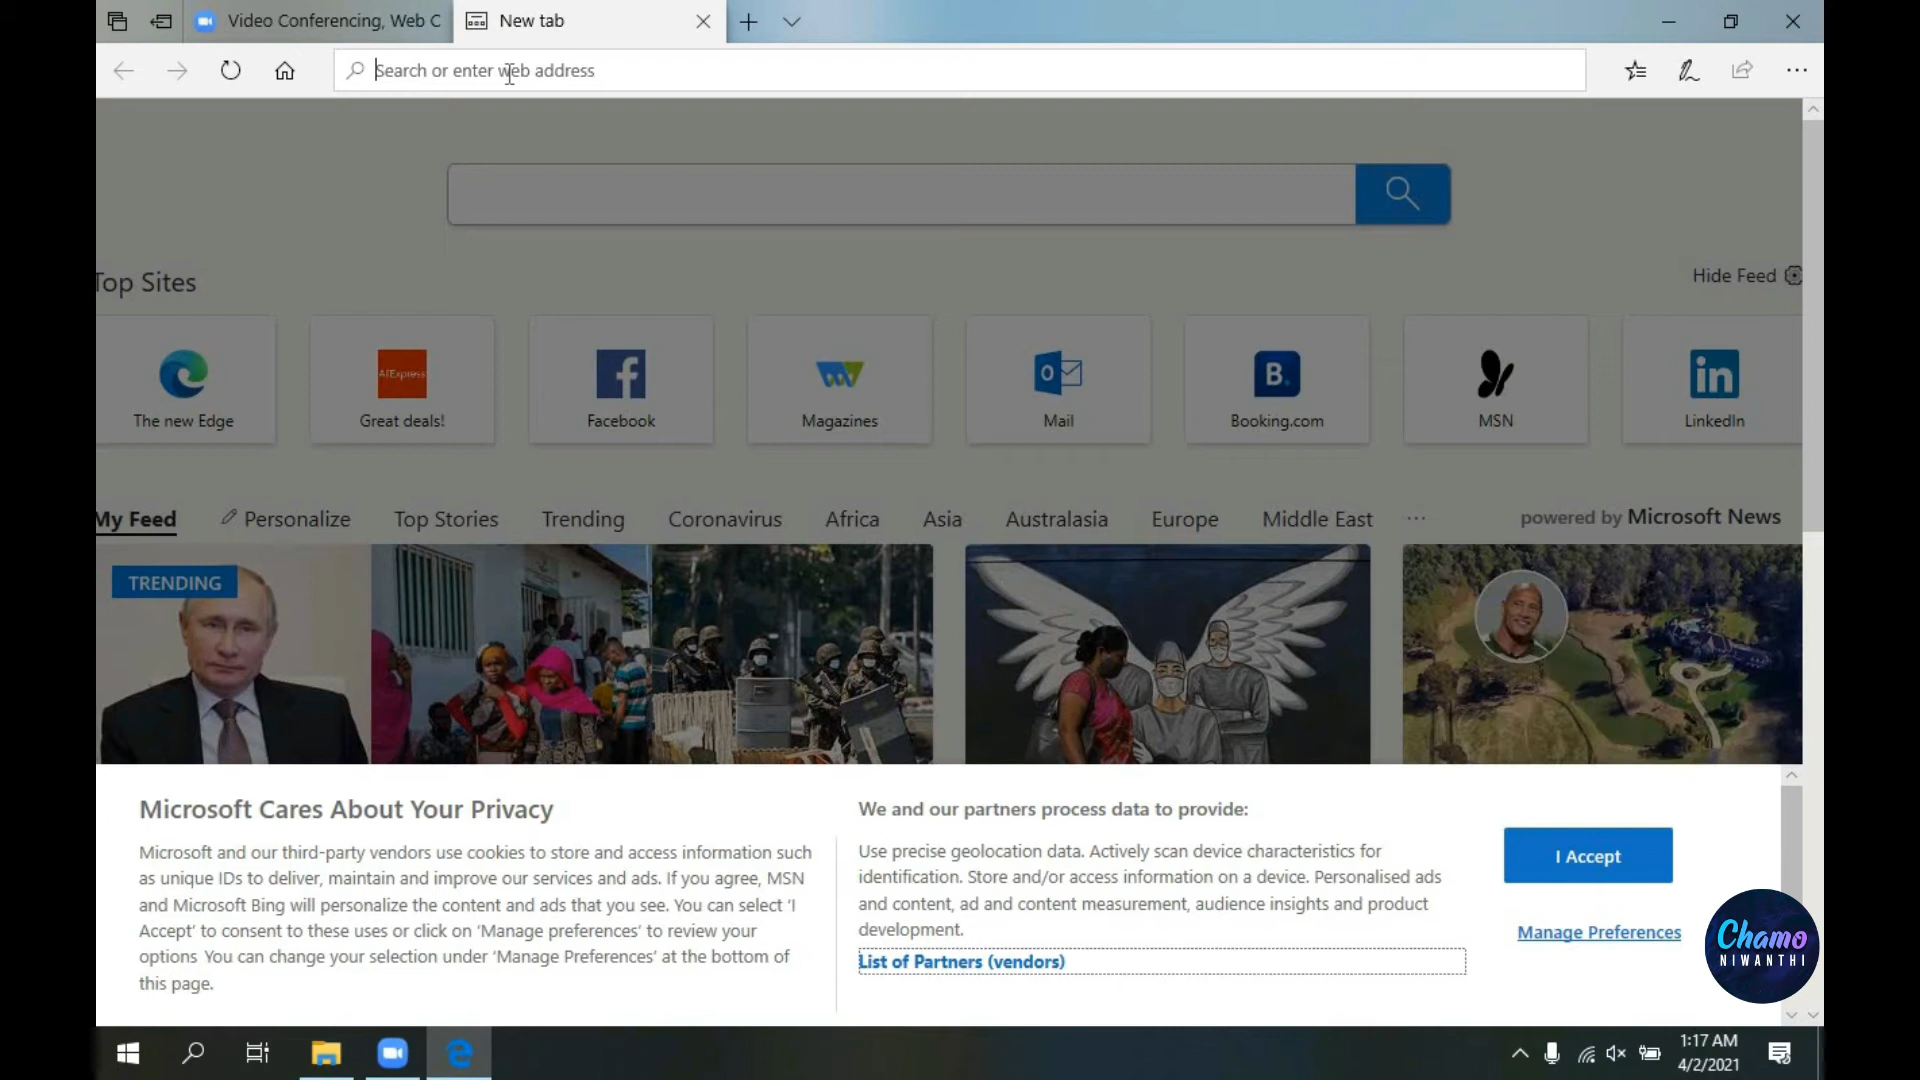 Video Conferencing, Web C
New tab
Search or enter web address
Top Sites
Hide Feed
The new Edge
AliExpress
Great deals!
Facebook
Magazines
Mail
B.
Booking.com
MSN
in
LinkedIn
My Feed
Personalize
Top Stories
Trending
Coronavirus
Africa
Asia
Australasia
Europe
Middle East
powered by Microsoft News
TRENDING
Microsoft Cares About Your Privacy
Microsoft and our third-party vendors use cookies to store and access information such
as unique IDs to deliver, maintain and improve our services and ads. If you agree, MSN
and Microsoft Bing will personalize the content and ads that you see. You can select 'I
Accept' to consent to these uses or click on 'Manage preferences' to review your
options You can change your selection under 'Manage Preferences' at the bottom of
this page.
We and our partners process data to provide:
Use precise geolocation data. Actively scan device characteristics for
identification. Store and/or access information on a device. Personalised ads
and content, ad and content measurement, audience insights and product
development.
List of Partners (vendors)
I Accept
Manage Preferences
Chamo
NIWANTHI
1:17 AM
4/2/2021